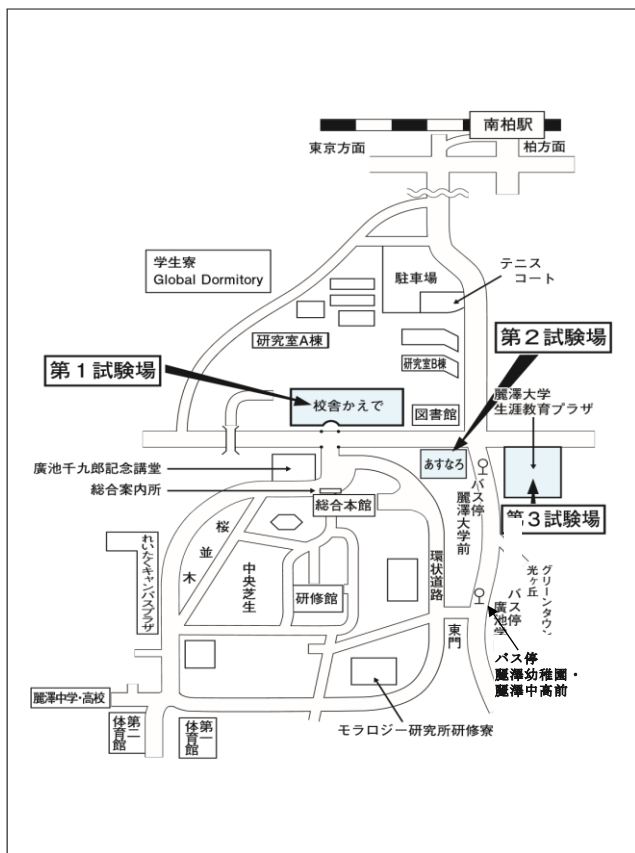 南柏駅
東京方面
柏方面
学生寮
Global Dormitory
駐車場
テニス
コート
研究室A棟
研究室B棟
第2試験場
第1試験場
校舎かえで
図書館
麗澤大学
生涯教育プラザ
廣池千九郎記念講堂
あすなろ
バス停
麗澤大学前
総合案内所
総合本館
第3試験場
桜並木
中央芝生
環状道路
れいたくキャンパスプラザ
研修館
グリーンタウン
光ヶ丘
バス停
廣池学
東門
バス停
麗澤幼稚園・
麗澤中高前
麗澤中学・高校
第二
体育館
第一
体育館
モラロジー研究所研修寮